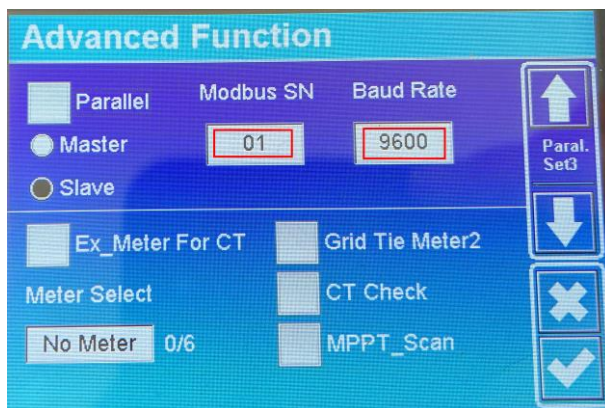 Advanced Function
Parallel
Modbus SN
Baud Rate
Master
01
9600
Slave
Paral.
Set3
Ex_Meter For CT
Grid Tie Meter2
Meter Select
CT Check
No Meter
0/6
MPPT_Scan